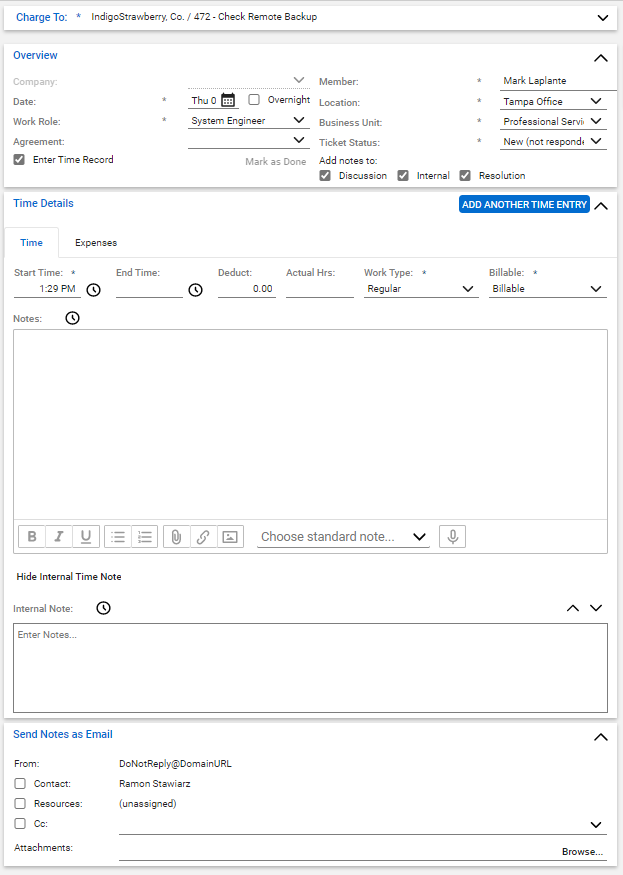 Charge To: * IndigoStrawberry, Co. / 472 - Check Remote Backup
Overview
Company:
Member: * Mark Laplante
Date: * Thu 0 Overnight
Location: * Tampa Office
Work Role: * System Engineer
Business Unit: * Professional Servi
Agreement:
Ticket Status: * New (not responde
Enter Time Record Mark as Done
Add notes to:
Discussion Internal Resolution
Time Details ADD ANOTHER TIME ENTRY
Time Expenses
Start Time: * End Time: Deduct: Actual Hrs: Work Type: * Billable: *
1:29 PM 0.00 Regular Billable
Notes:
B I U Choose standard note...
Hide Internal Time Note
Internal Note:
Enter Notes...
Send Notes as Email
From: DoNotReply@DomainURL
Contact: Ramon Stawiarz
Resources: (unassigned)
Cc:
Attachments: Browse...